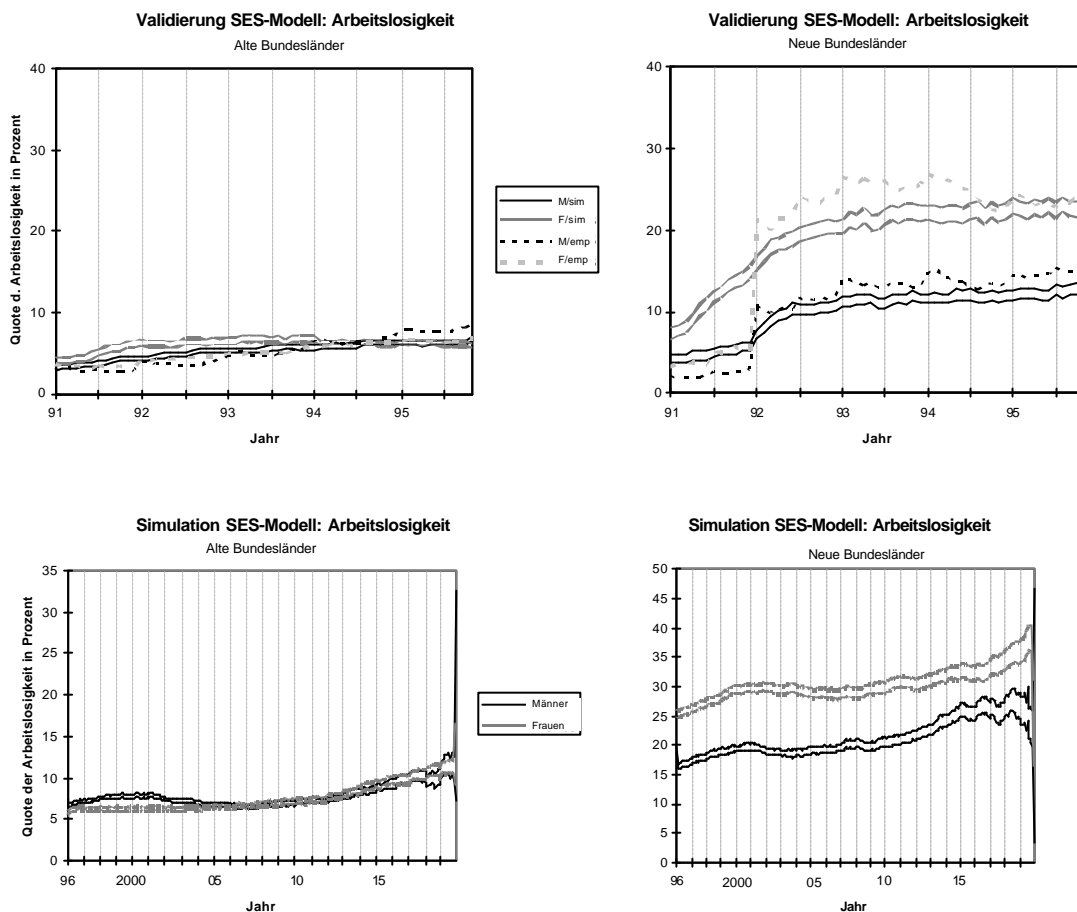 Validierung SES-Modell: Arbeitslosigkeit
Alte Bundesländer
Quote d. Arbeitslosigkeit in Prozent
40
30
20
10
0
91 92 93 94 95
Jahr
M/sim
F/sim
M/emp
F/emp
Validierung SES-Modell: Arbeitslosigkeit
Neue Bundesländer
40
30
20
10
0
91 92 93 94 95
Jahr
Simulation SES-Modell: Arbeitslosigkeit
Alte Bundesländer
Quote der Arbeitslosigkeit in Prozent
35
30
25
20
15
10
5
0
96 2000 05 10 15
Jahr
Männer
Frauen
Simulation SES-Modell: Arbeitslosigkeit
Neue Bundesländer
50
45
40
35
30
25
20
15
10
5
0
96 2000 05 10 15
Jahr